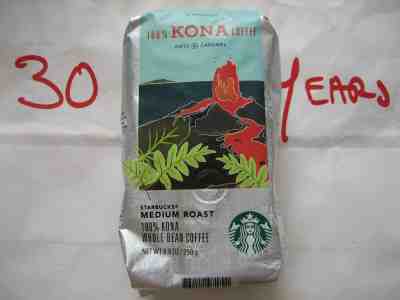 100% KONA COFFEE
30 YEARS
STARBUCKS®
MEDIUM ROAST
100% KONA
WHOLE BEAN COFFEE